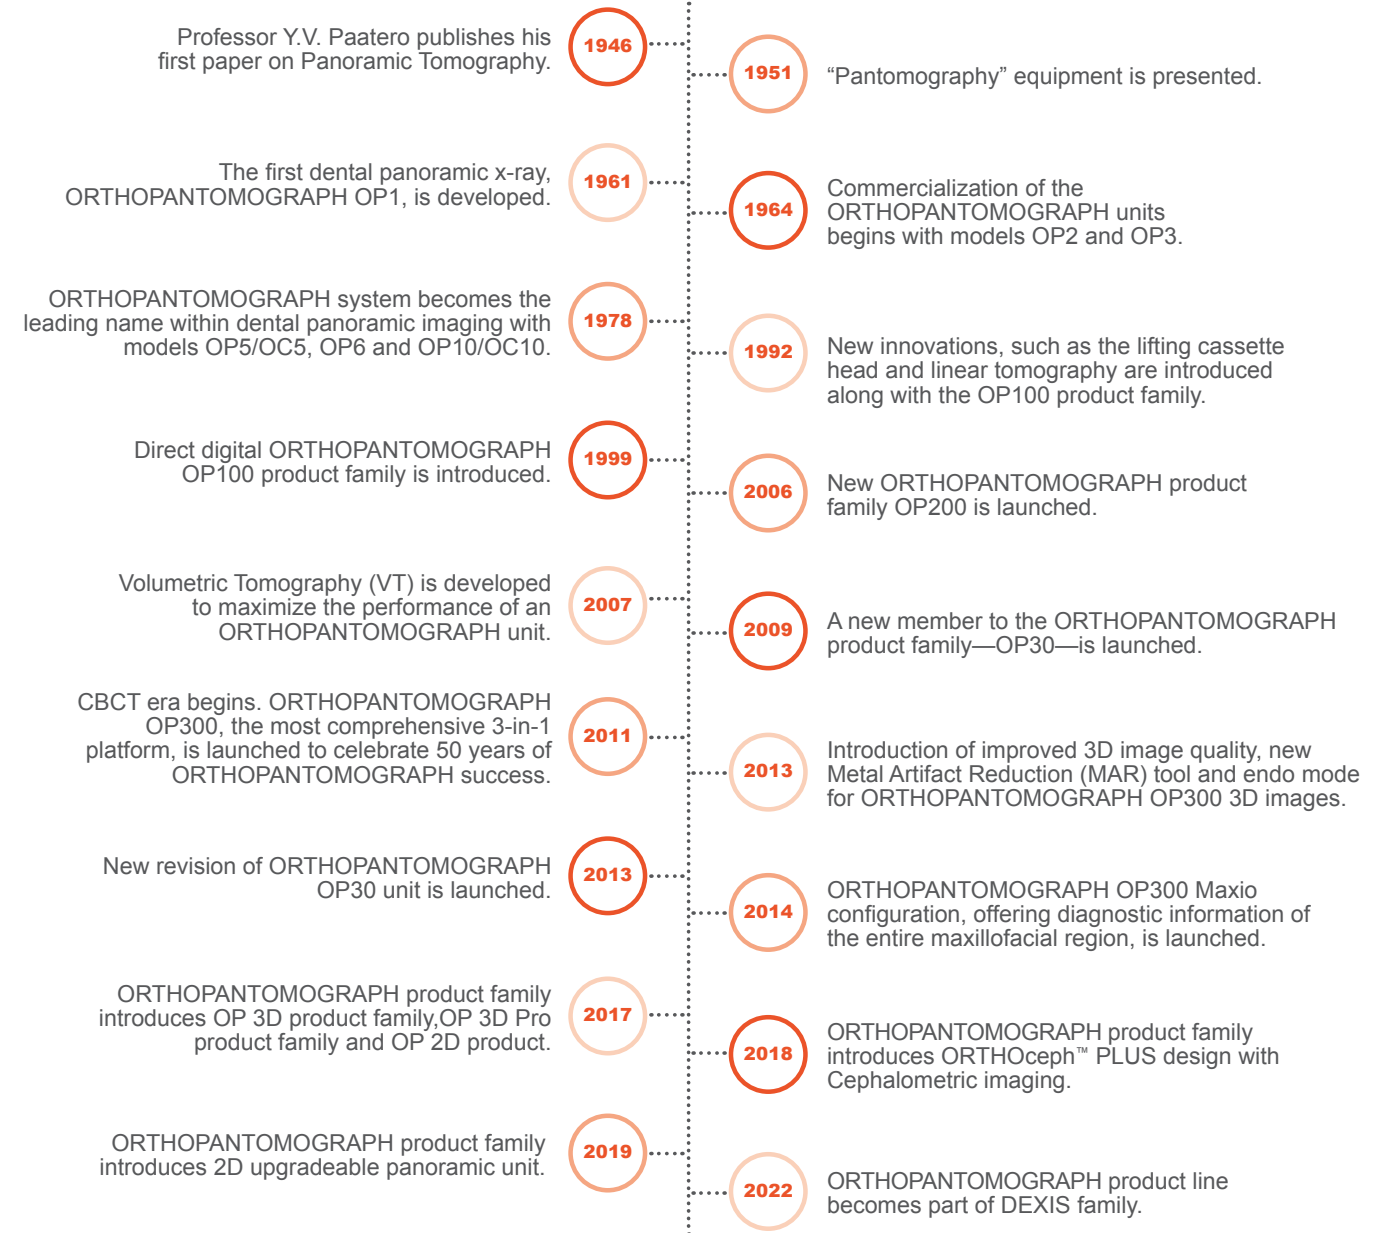 Professor Y.V. Paatero publishes his
first paper on Panoramic Tomography.
1946
1951
“Pantomography” equipment is presented.
The first dental panoramic x-ray,
ORTHOPANTOMOGRAPH OP1, is developed.
1961
1964
Commercialization of the
ORTHOPANTOMOGRAPH units
begins with models OP2 and OP3.
ORTHOPANTOMOGRAPH system becomes the
leading name within dental panoramic imaging with
models OP5/OC5, OP6 and OP10/OC10.
1978
1992
New innovations, such as the lifting cassette
head and linear tomography are introduced
along with the OP100 product family.
Direct digital ORTHOPANTOMOGRAPH
OP100 product family is introduced.
1999
2006
New ORTHOPANTOMOGRAPH product
family OP200 is launched.
Volumetric Tomography (VT) is developed
to maximize the performance of an
ORTHOPANTOMOGRAPH unit.
2007
2009
A new member to the ORTHOPANTOMOGRAPH
product family—OP30—is launched.
CBCT era begins. ORTHOPANTOMOGRAPH
OP300, the most comprehensive 3-in-1
platform, is launched to celebrate 50 years of
ORTHOPANTOMOGRAPH success.
2011
2013
Introduction of improved 3D image quality, new
Metal Artifact Reduction (MAR) tool and endo mode
for ORTHOPANTOMOGRAPH OP300 3D images.
New revision of ORTHOPANTOMOGRAPH
OP30 unit is launched.
2013
2014
ORTHOPANTOMOGRAPH OP300 Maxio
configuration, offering diagnostic information of
the entire maxillofacial region, is launched.
ORTHOPANTOMOGRAPH product family
introduces OP 3D product family,OP 3D Pro
product family and OP 2D product.
2017
2018
ORTHOPANTOMOGRAPH product family
introduces ORTHOceph™ PLUS design with
Cephalometric imaging.
ORTHOPANTOMOGRAPH product family
introduces 2D upgradeable panoramic unit.
2019
2022
ORTHOPANTOMOGRAPH product line
becomes part of DEXIS family.